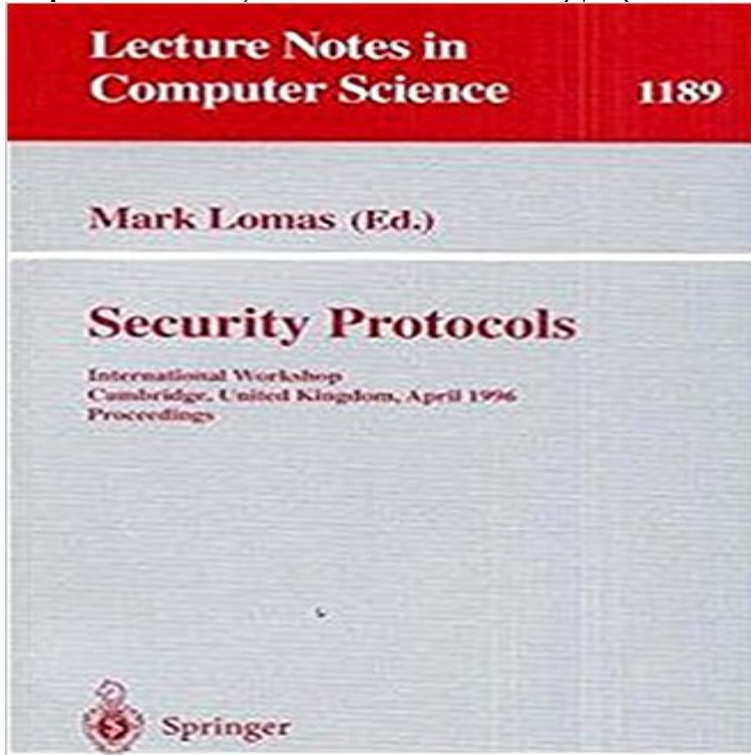 Lecture Notes in
Computer Science 1189
Mark Lomas (Ed.)
Security Protocols
International Workshop
Cambridge, United Kingdom, April 1996
Proceedings
Springer